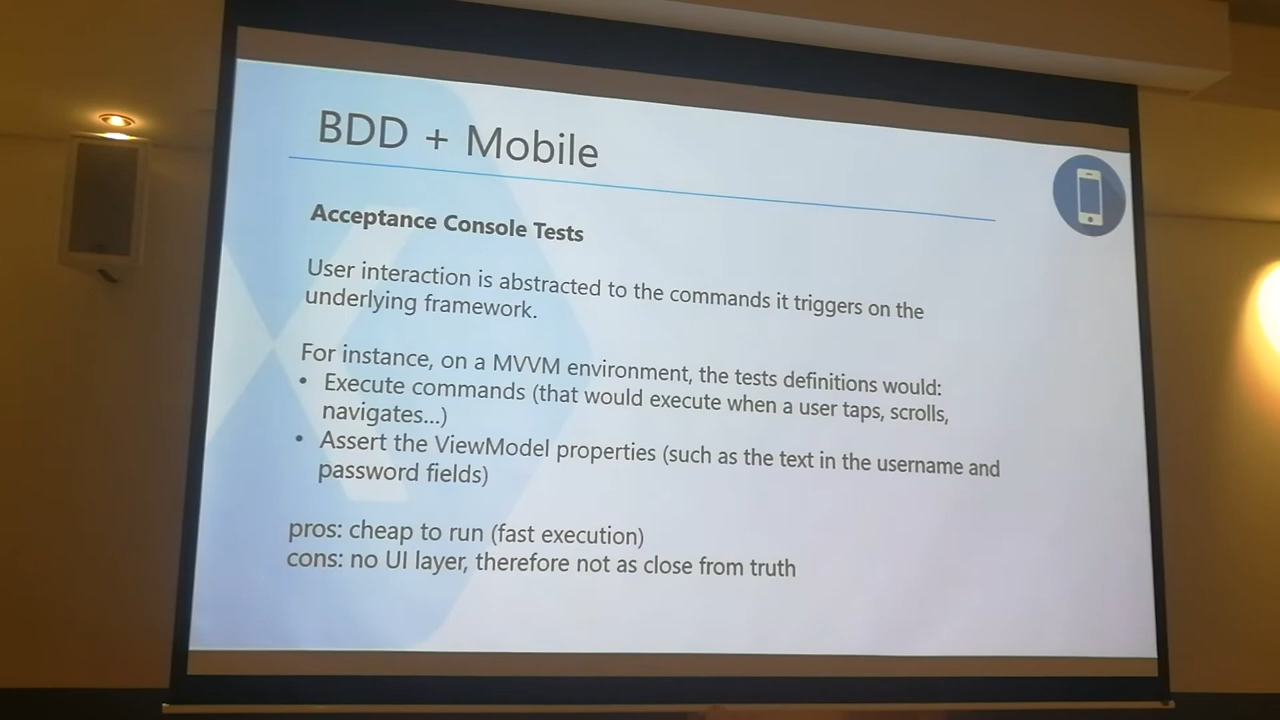 BDD + Mobile
Acceptance Console Tests
User interaction is abstracted to the commands it triggers on the
underlying framework.
For instance, on a MVVM environment, the tests definitions would:
• Execute commands (that would execute when a user taps, scrolls,
navigates...)
• Assert the ViewModel properties (such as the text in the username and
password fields)
pros: cheap to run (fast execution)
cons: no UI layer, therefore not as close from truth